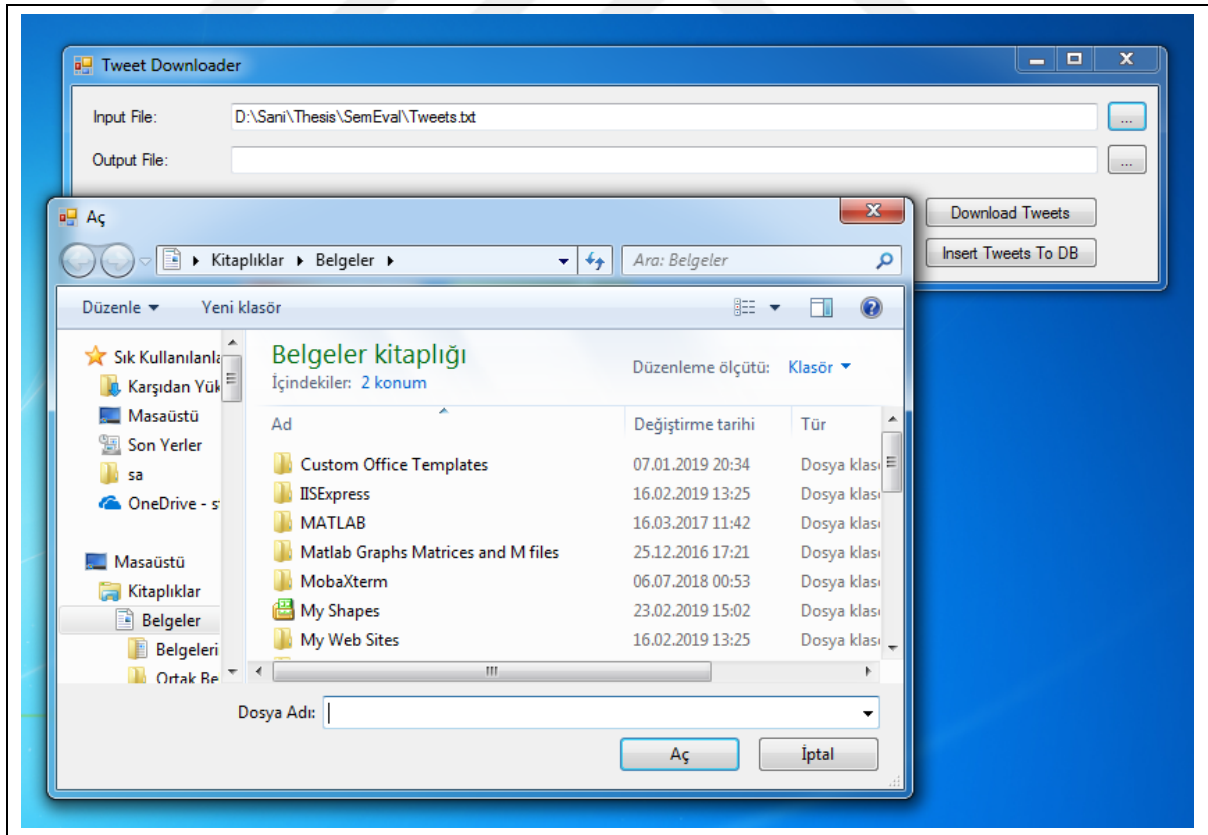 Tweet Downloader
Input File: D:\Sani\Thesis\SemEval\Tweets.txt ...
Output File: ...
Download Tweets
Insert Tweets To DB
Aç
Kitaplıklar Belgeler Ara: Belgeler
Düzenle Yeni klasör
Sık Kullanılanla
Karşıdan Yük
Masaüstü
Son Yerler
sa
OneDrive - s
Masaüstü
Kitaplıklar
Belgeler
Belgeleri
Ortak Be
Belgeler kitaplığı
İçindekiler: 2 konum
Düzenleme ölçütü: Klasör
Ad Değiştirme tarihi Tür
Custom Office Templates 07.01.2019 20:34 Dosya klas
IISExpress 16.02.2019 13:25 Dosya klas
MATLAB 16.03.2017 11:42 Dosya klas
Matlab Graphs Matrices and M files 25.12.2016 17:21 Dosya klas
MobaXterm 06.07.2018 00:53 Dosya klas
My Shapes 23.02.2019 15:02 Dosya klas
My Web Sites 16.02.2019 13:25 Dosya klas
Dosya Adı:
Aç İptal